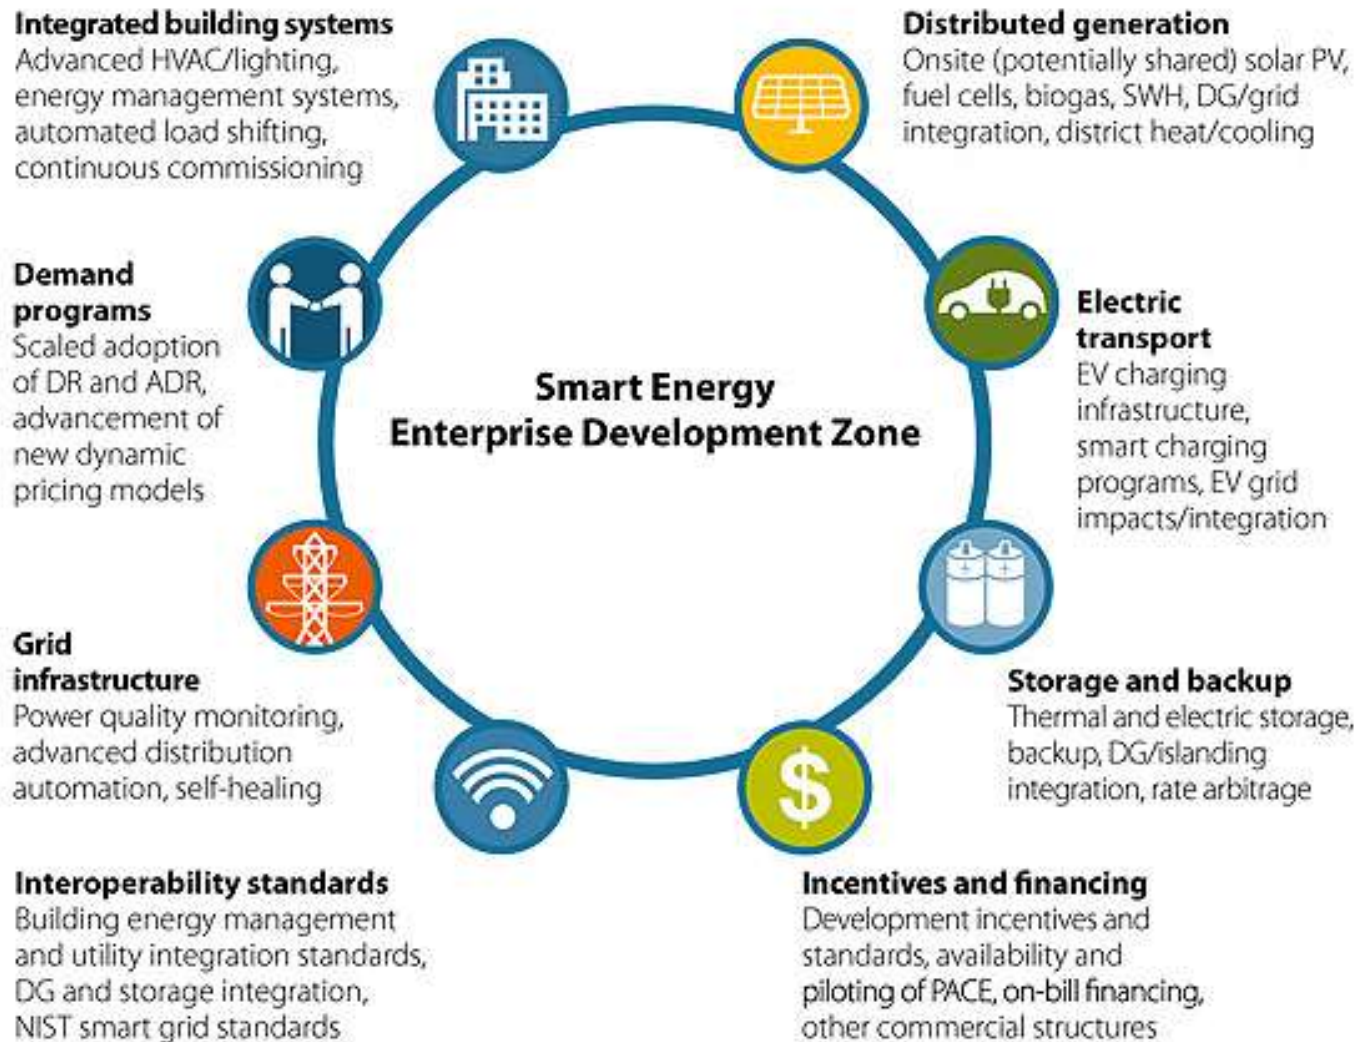 Integrated building systems
Advanced HVAC/lighting,
energy management systems,
automated load shifting,
continuous commissioning
Distributed generation
Onsite (potentially shared) solar PV,
fuel cells, biogas, SWH, DG/grid
integration, district heat/cooling
Demand
programs
Scaled adoption
of DR and ADR,
advancement of
new dynamic
pricing models
Smart Energy
Enterprise Development Zone
Electric
transport
EV charging
infrastructure,
smart charging
programs, EV grid
impacts/integration
Grid
infrastructure
Power quality monitoring,
advanced distribution
automation, self-healing
Storage and backup
Thermal and electric storage,
backup, DG/islanding
integration, rate arbitrage
$
Interoperability standards
Building energy management
and utility integration standards,
DG and storage integration,
NIST smart grid standards
Incentives and financing
Development incentives and
standards, availability and
piloting of PACE, on-bill financing,
other commercial structures